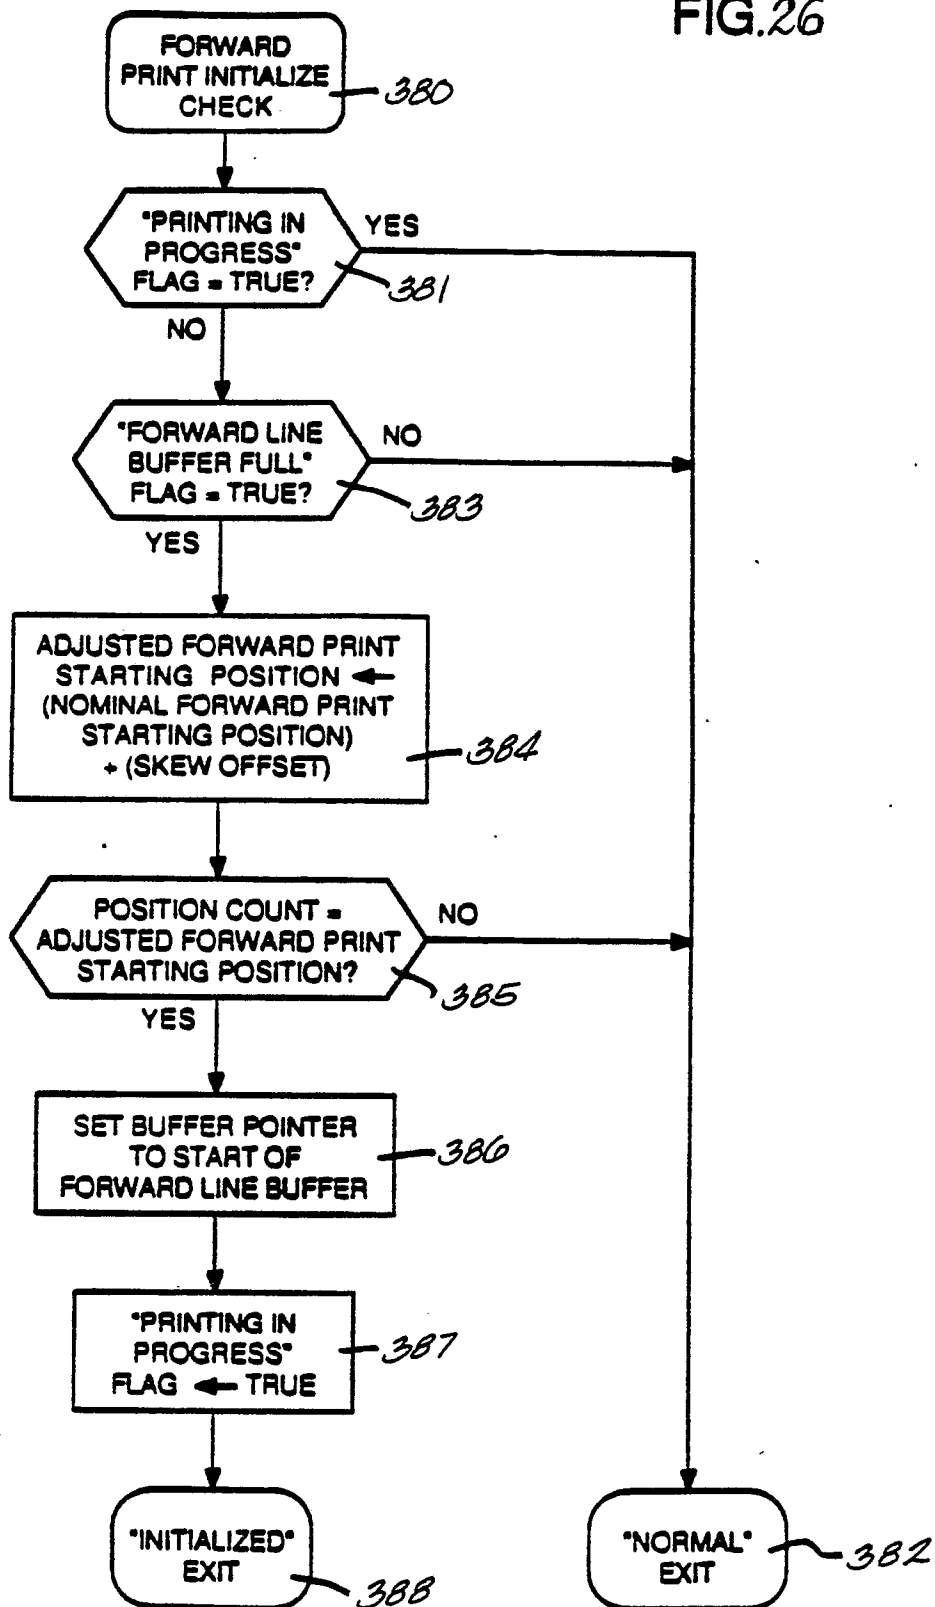 FIG.26
FORWARD
PRINT INITIALIZE
CHECK
380
"PRINTING IN
PROGRESS"
FLAG = TRUE?
YES
381
NO
"FORWARD LINE
BUFFER FULL"
FLAG = TRUE?
NO
383
YES
ADJUSTED FORWARD PRINT
STARTING POSITION ←
(NOMINAL FORWARD PRINT
STARTING POSITION)
+ (SKEW OFFSET)
384
POSITION COUNT =
ADJUSTED FORWARD PRINT
STARTING POSITION?
NO
385
YES
SET BUFFER POINTER
TO START OF
FORWARD LINE BUFFER
386
"PRINTING IN
PROGRESS"
FLAG ← TRUE
387
"INITIALIZED"
EXIT
388
"NORMAL"
EXIT
382